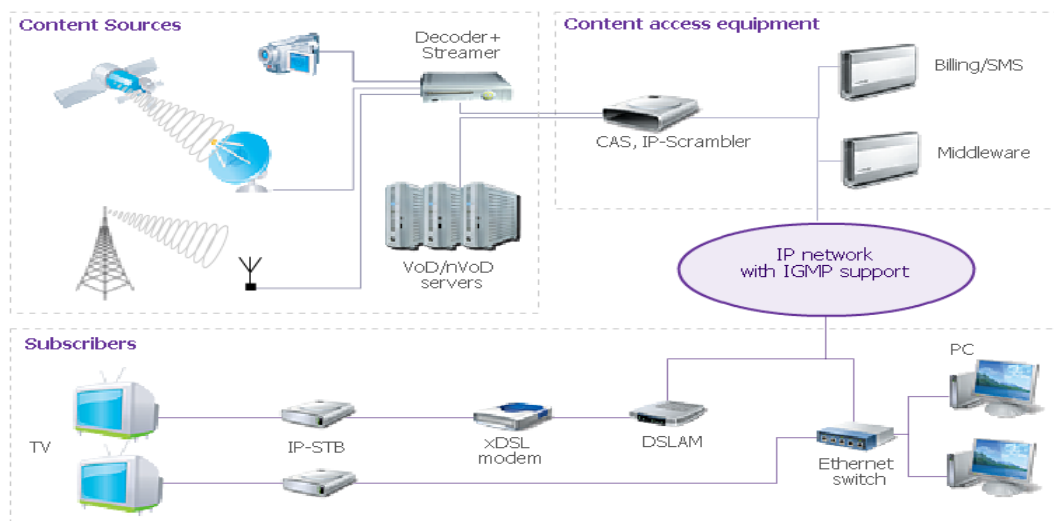 Content Sources
Decoder+
Streamer
VoD/nVoD
servers
Content access equipment
Billing/SMS
CAS, IP-Scrambler
Middleware
IP network
with IGMP support
Subscribers
PC
TV
IP-STB
xDSL
modem
DSLAM
Ethernet
switch